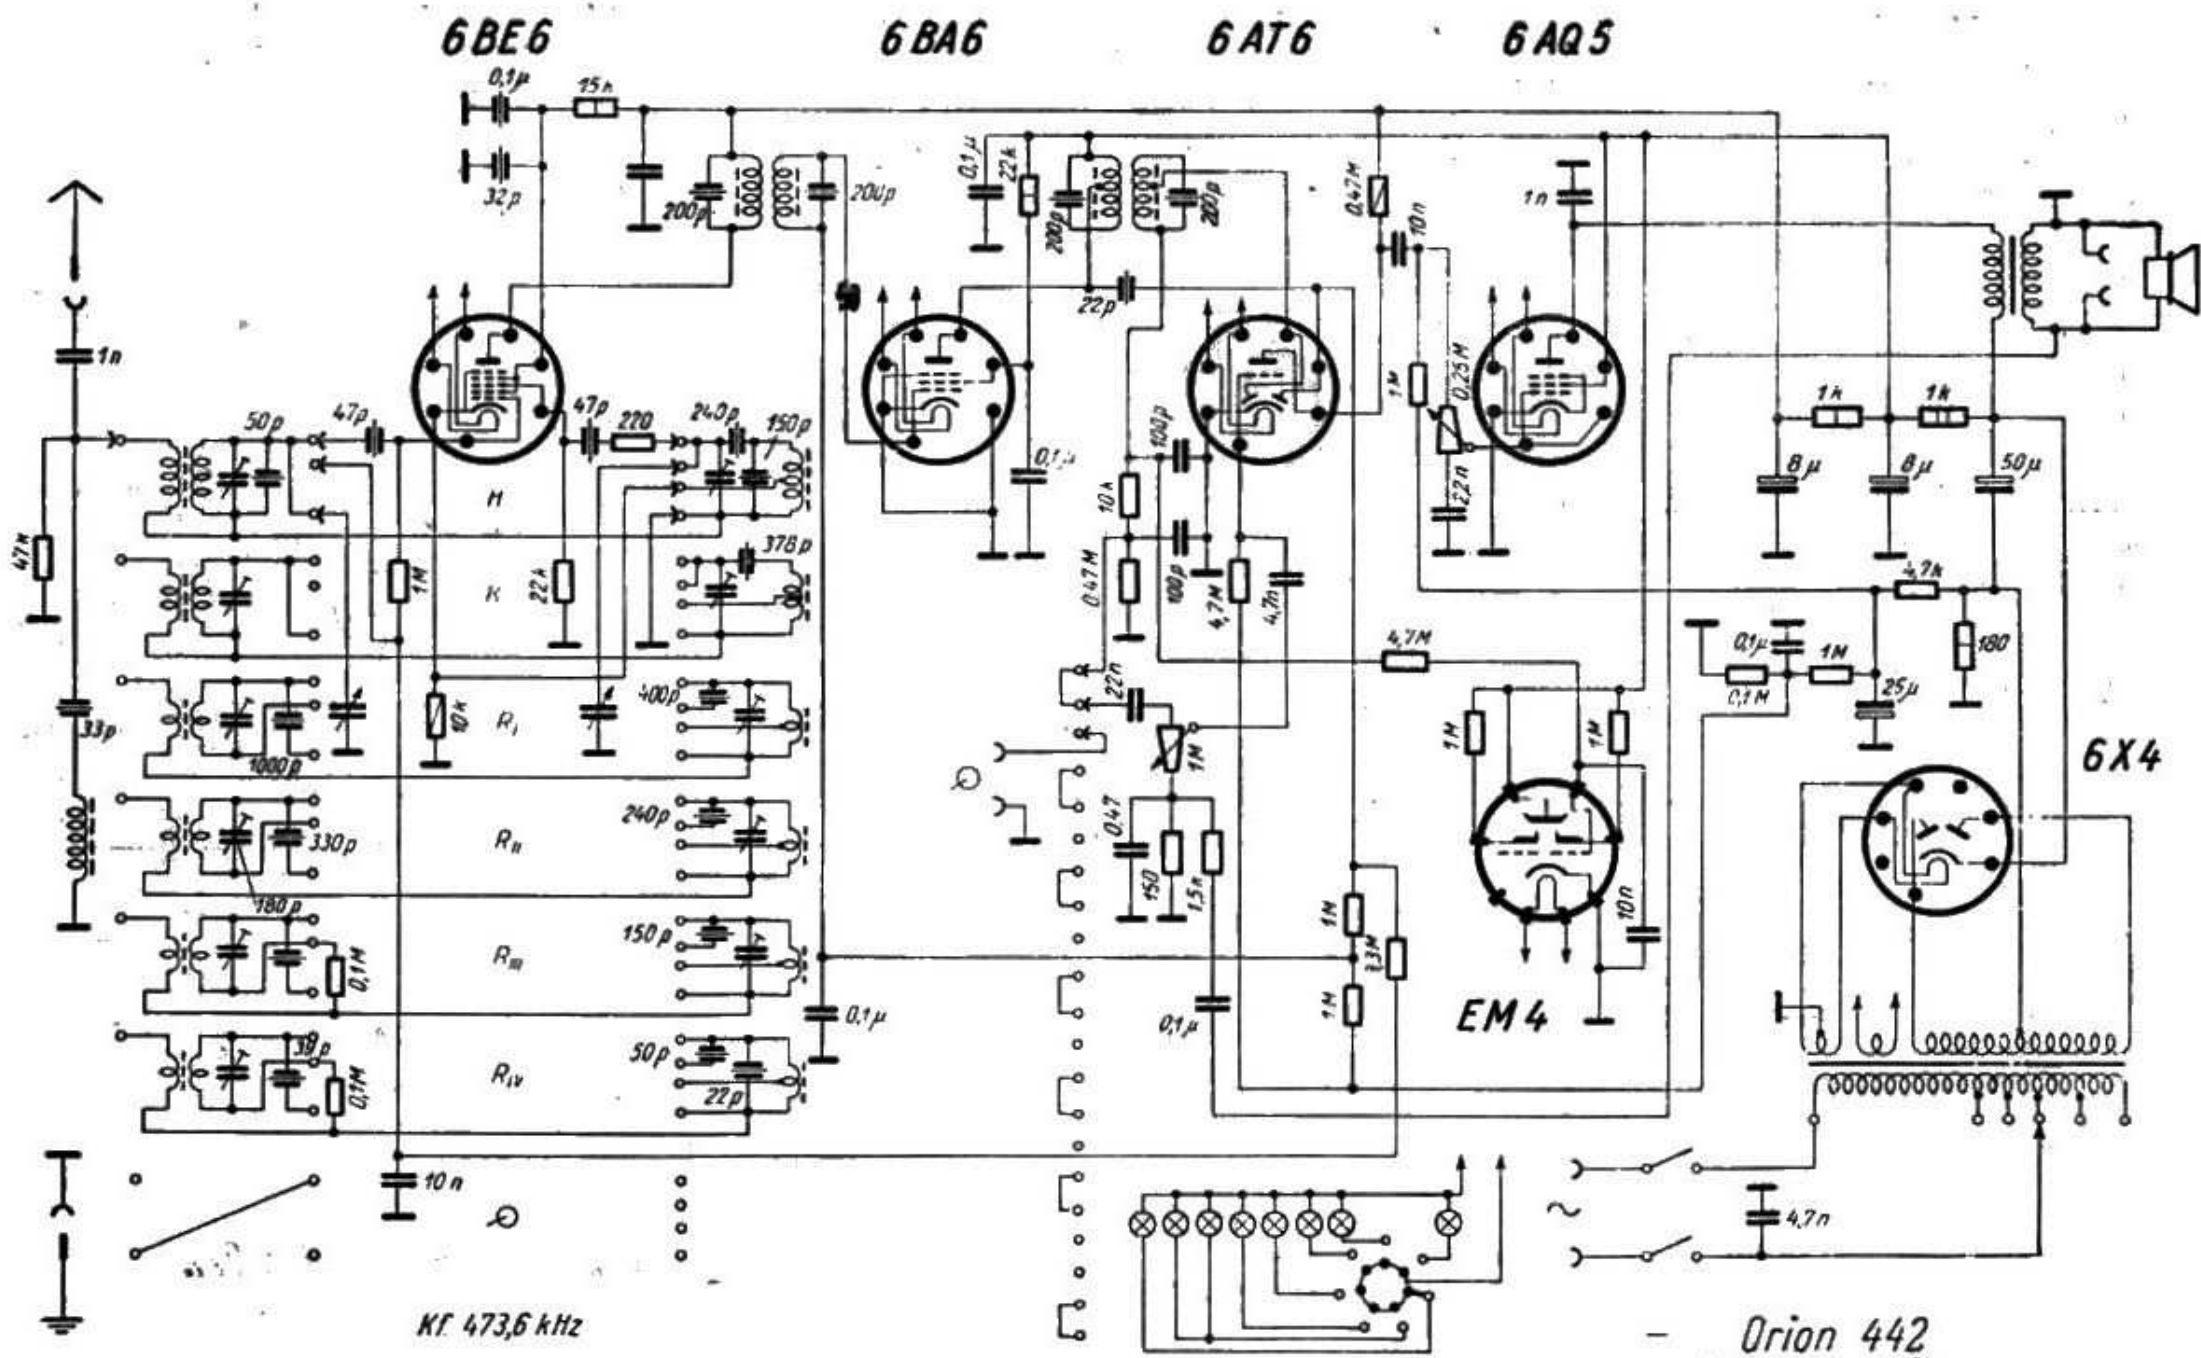 6BE6 6BA6 6AT6 6AQ5
0,1µ
15k
32p
200p
200p
0,1µ
22k
200p
200p
22p
0,47M
10n
1n
1n
50p
47p
47p
220
240p
150p
M
0,1µ
100p
10k
1M
0,25M
22n
1k
1k
8µ
8µ
50µ
47k
1M
K
22k
378p
0,47M
100p
4,7M
4,7n
4,7k
180
0,1µ
1M
0,1M
25µ
4,7M
33p
1000p
10k
R I
400p
22n
1M
1M
1M
6X4
330p
R II
240p
0,47
150
1,5k
180p
0,1M
R III
150p
1M
10n
0,1µ
0,1µ
1M
EM4
39p
0,1M
R IV
50p
22p
10n
4,7n
KF. 473,6 kHz
- Orion 442